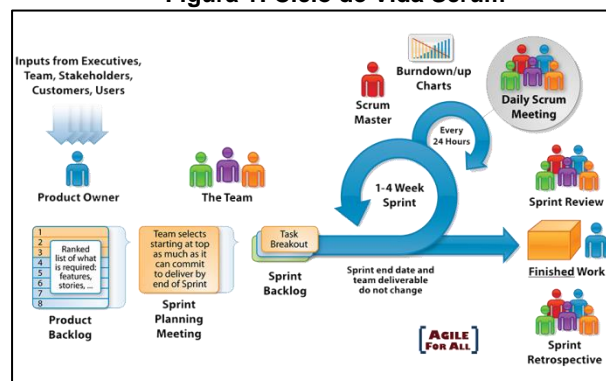 Figura 1: Ciclo de Vida Scrum
Inputs from Executives,
Team, Stakeholders,
Customers, Users
Product Owner
The Team
Scrum
Master
Burndown/up
Charts
Every
24 Hours
Daily Scrum
Meeting
1-4 Week
Sprint
1
2
3
4
5
6
7
8
Ranked
list of what
is required:
features,
stories, ...
Product
Backlog
Team selects
starting at top
as much as it
can commit
to deliver by
end of Sprint
Sprint
Planning
Meeting
Task
Breakout
Sprint
Backlog
Sprint end date and
team deliverable
do not change
Sprint Review
Finished Work
Sprint
Retrospective
AGILE
FOR ALL